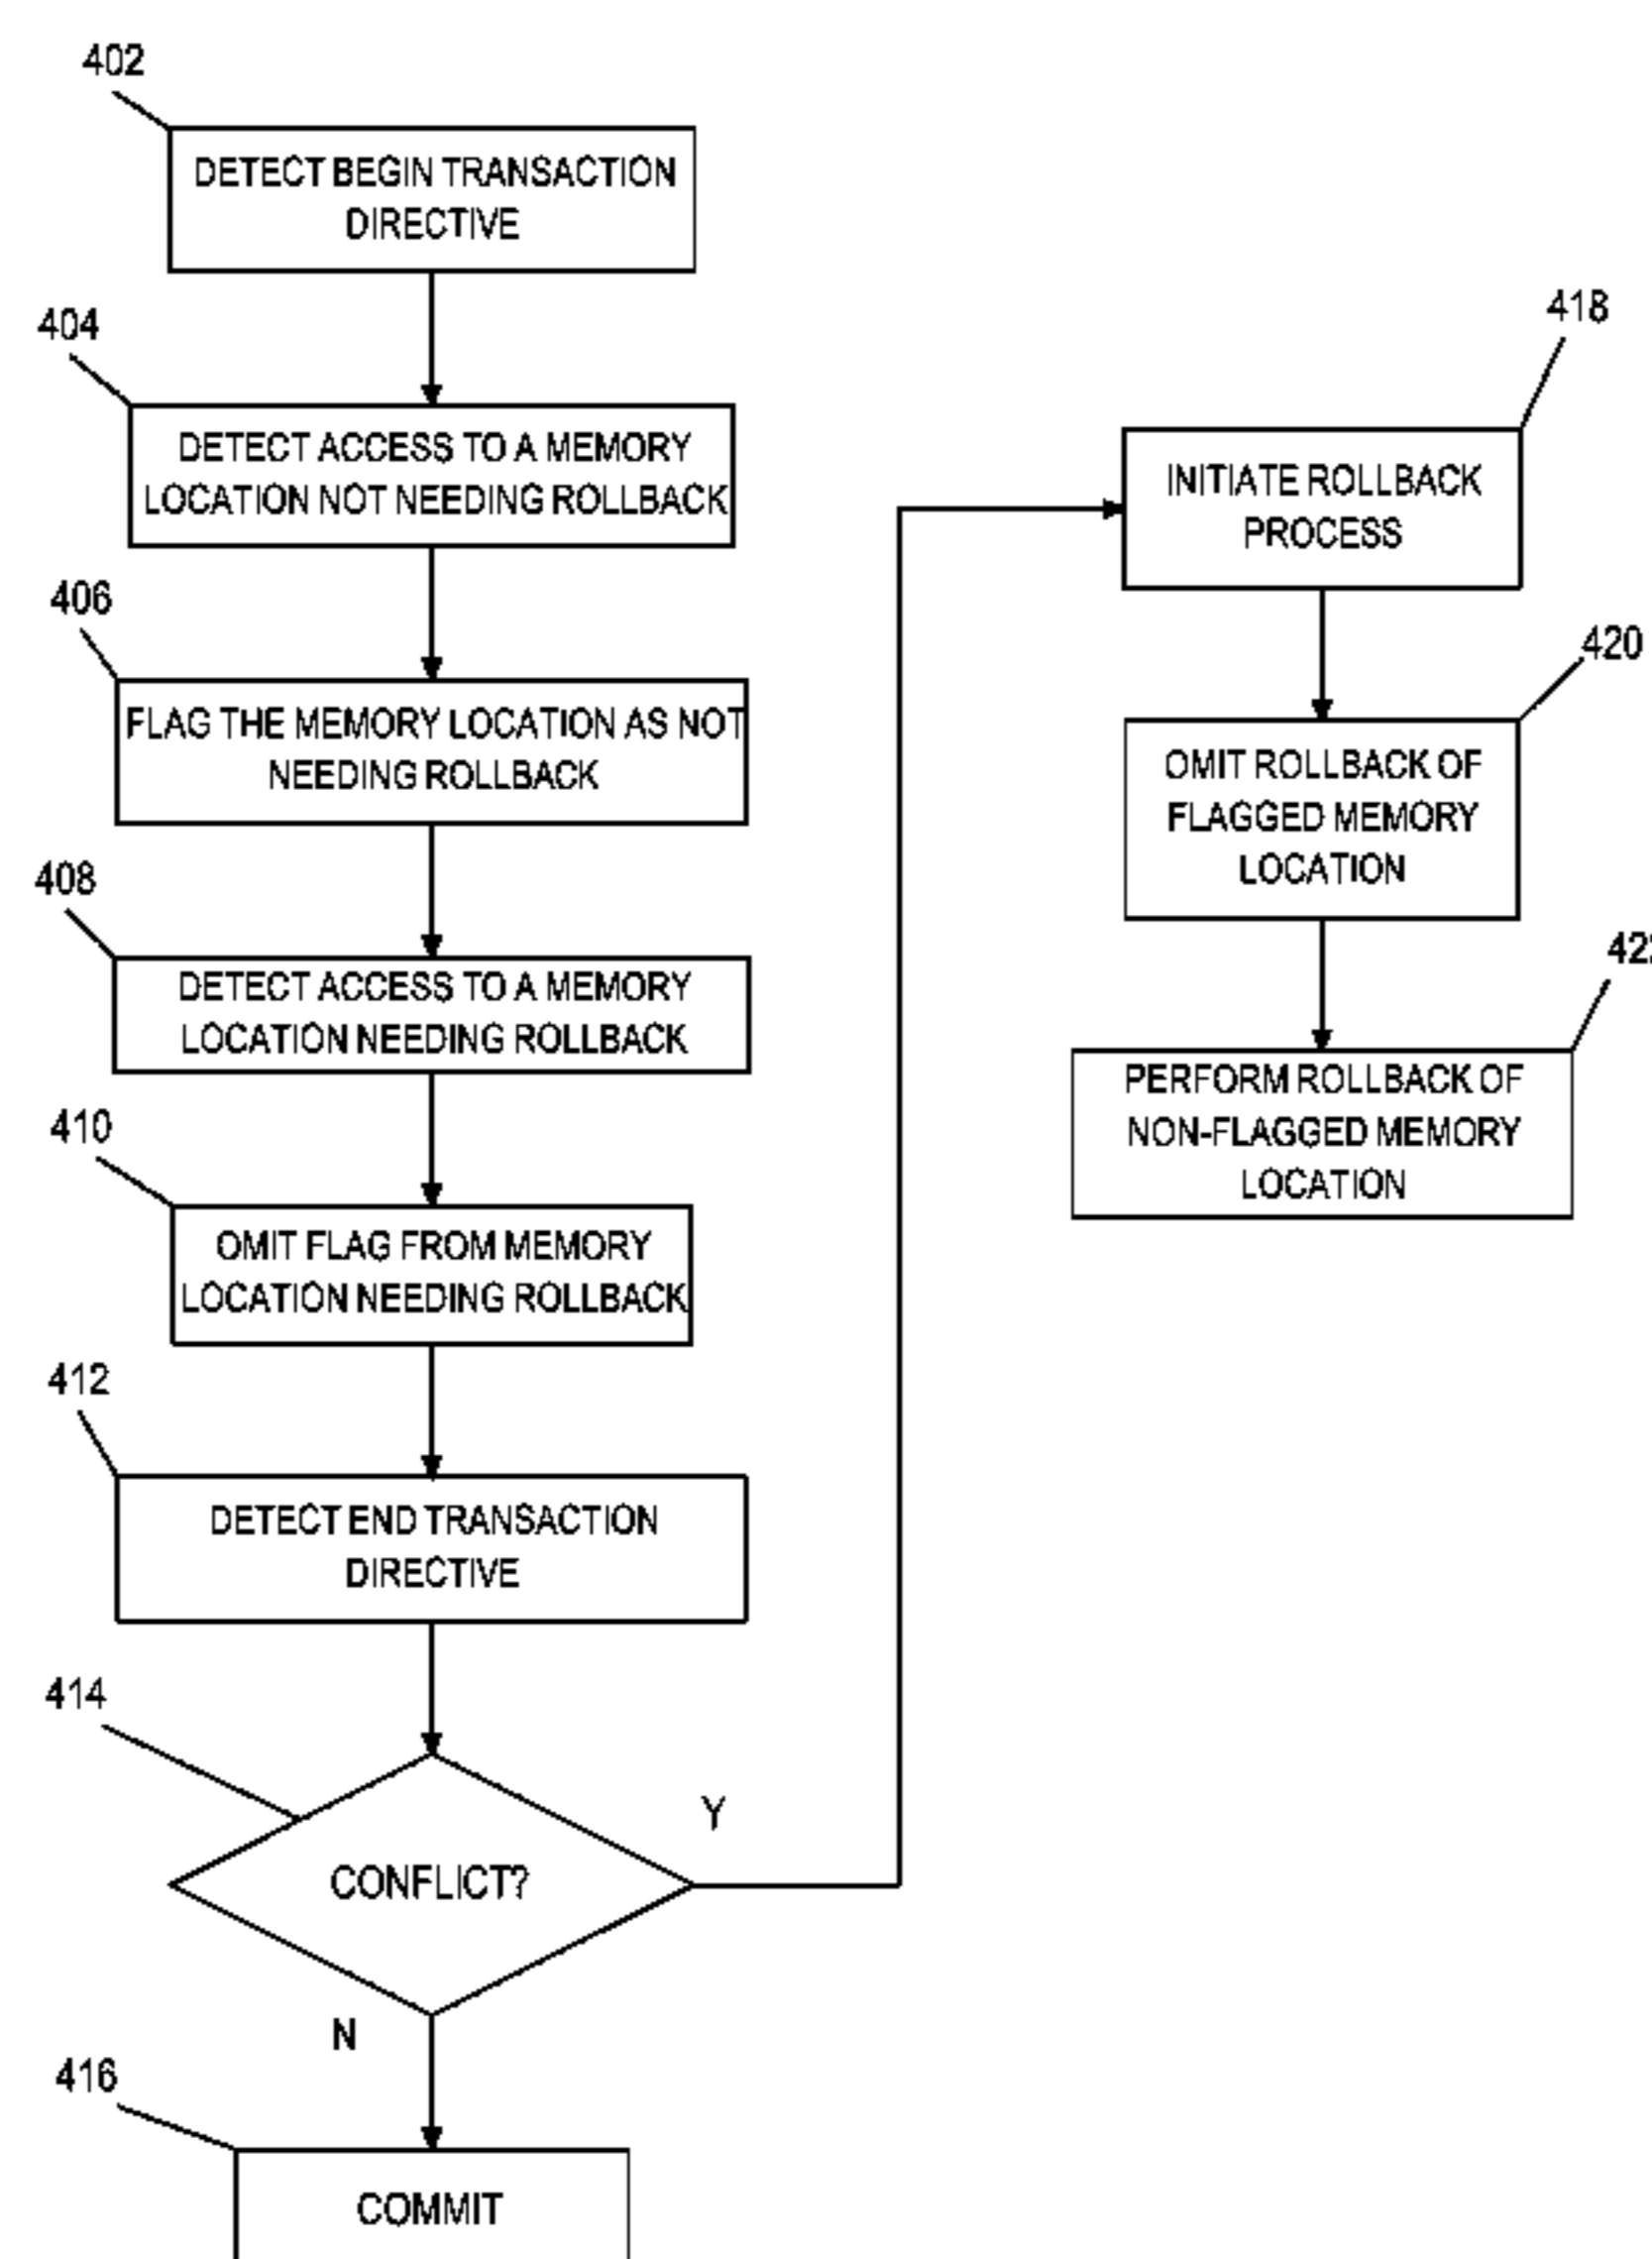 402
DETECT BEGIN TRANSACTION
DIRECTIVE
404
DETECT ACCESS TO A MEMORY
LOCATION NOT NEEDING ROLLBACK
406
FLAG THE MEMORY LOCATION AS NOT
NEEDING ROLLBACK
408
DETECT ACCESS TO A MEMORY
LOCATION NEEDING ROLLBACK
410
OMIT FLAG FROM MEMORY
LOCATION NEEDING ROLLBACK
412
DETECT END TRANSACTION
DIRECTIVE
414
CONFLICT?
Y
N
416
COMMIT
418
INITIATE ROLLBACK
PROCESS
420
OMIT ROLLBACK OF
FLAGGED MEMORY
LOCATION
PERFORM ROLLBACK OF
NON-FLAGGED MEMORY
LOCATION